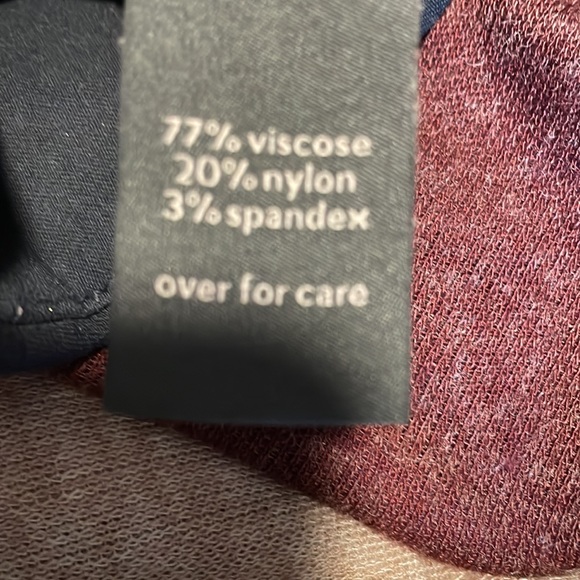 77% viscose
20% nylon
3% spandex
over for care